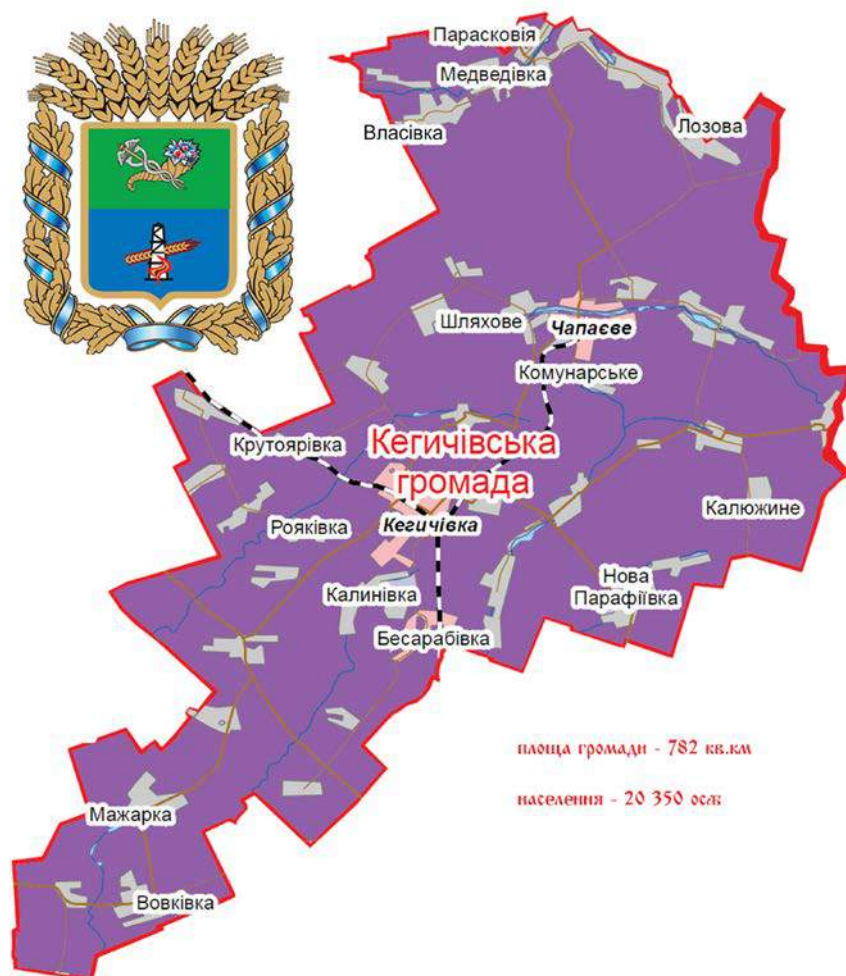 Парасковія
Медведівка
Власівка
Лозова
Шляхове
Чапаєве
Комунарське
Крутоярівка
Кегичівська
громада
Кегичівка
Рояківка
Калюжине
Калинівка
Нова
Парафіївка
Бесарабівка
площа громади - 782 кв.км
населення - 20 350 осіб
Мажарка
Вовківка